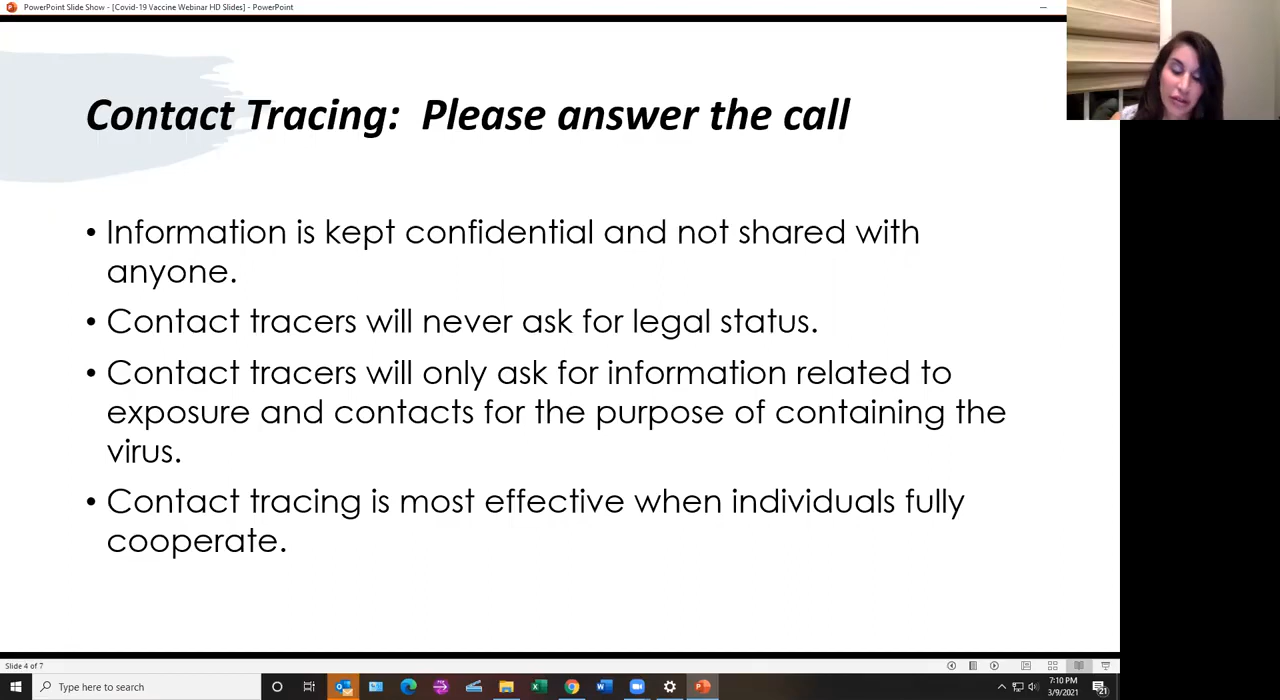 PowerPoint Slide Show - [Covid-19 Vaccine Webinar HD Slides] - PowerPoint
Contact Tracing: Please answer the call
• Information is kept confidential and not shared with
anyone.
• Contact tracers will never ask for legal status.
• Contact tracers will only ask for information related to
exposure and contacts for the purpose of containing the
virus.
• Contact tracing is most effective when individuals fully
cooperate.
Slide 4 of 7
Type here to search
7:10 PM
3/9/2021
21